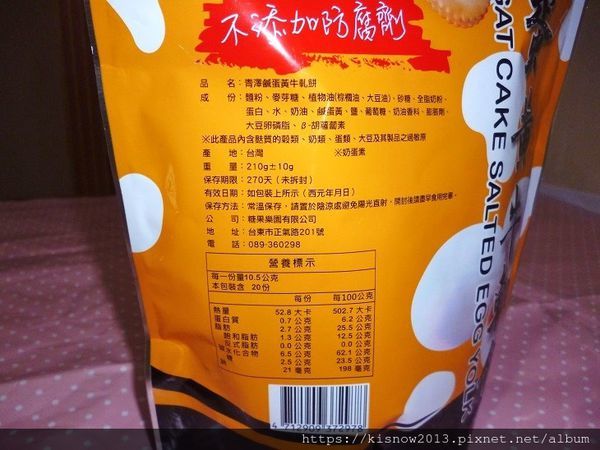 不添加防腐劑
品　名：青澤鹹蛋黃牛軋餅
成　份：麵粉、麥芽糖、植物油(棕櫚油、大豆油)、砂糖、全脂奶粉、
蛋白、水、奶油、鹹蛋黃、鹽、葡萄糖、奶油香料、膨脹劑、
大豆卵磷脂、β-胡蘿蔔素
※此產品內含麩質的穀類、奶類、蛋類、大豆及其製品之過敏原
產　地：台灣　※奶蛋素
重　量：210g±10g
保存期限：270天（未拆封）
有效日期：如包裝上所示（西元年月日）
保存方法：常溫保存，請置於陰涼處避免陽光直射，開封後請盡早食用完畢。
公　司：糖果樂園有限公司
地　址：台東市正氣路201號
電　話：089-360298
營養標示
每一份量10.5公克
本包裝含 20份
每份　每100公克
熱量　52.8 大卡　502.7 大卡
蛋白質　0.7 公克　6.2 公克
脂肪　2.7 公克　25.5 公克
飽和脂肪　1.3 公克　12.5 公克
反式脂肪　0.0 公克　0.0 公克
碳水化合物　6.5 公克　62.1 公克
糖　2.5 公克　23.5 公克
鈉　21 毫克　198 毫克
GAT CAKE SALTED EGG YOLK
https://kisnow2013.pixnet.net/album